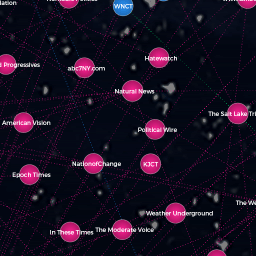 WNCT
Hatewatch
d Progressives
abc7NY.com
Natural News
The Salt Lake Tri
American Vision
Political Wire
NationofChange
KJCT
Epoch Times
The We
Weather Underground
In These Times
The Moderate Voice